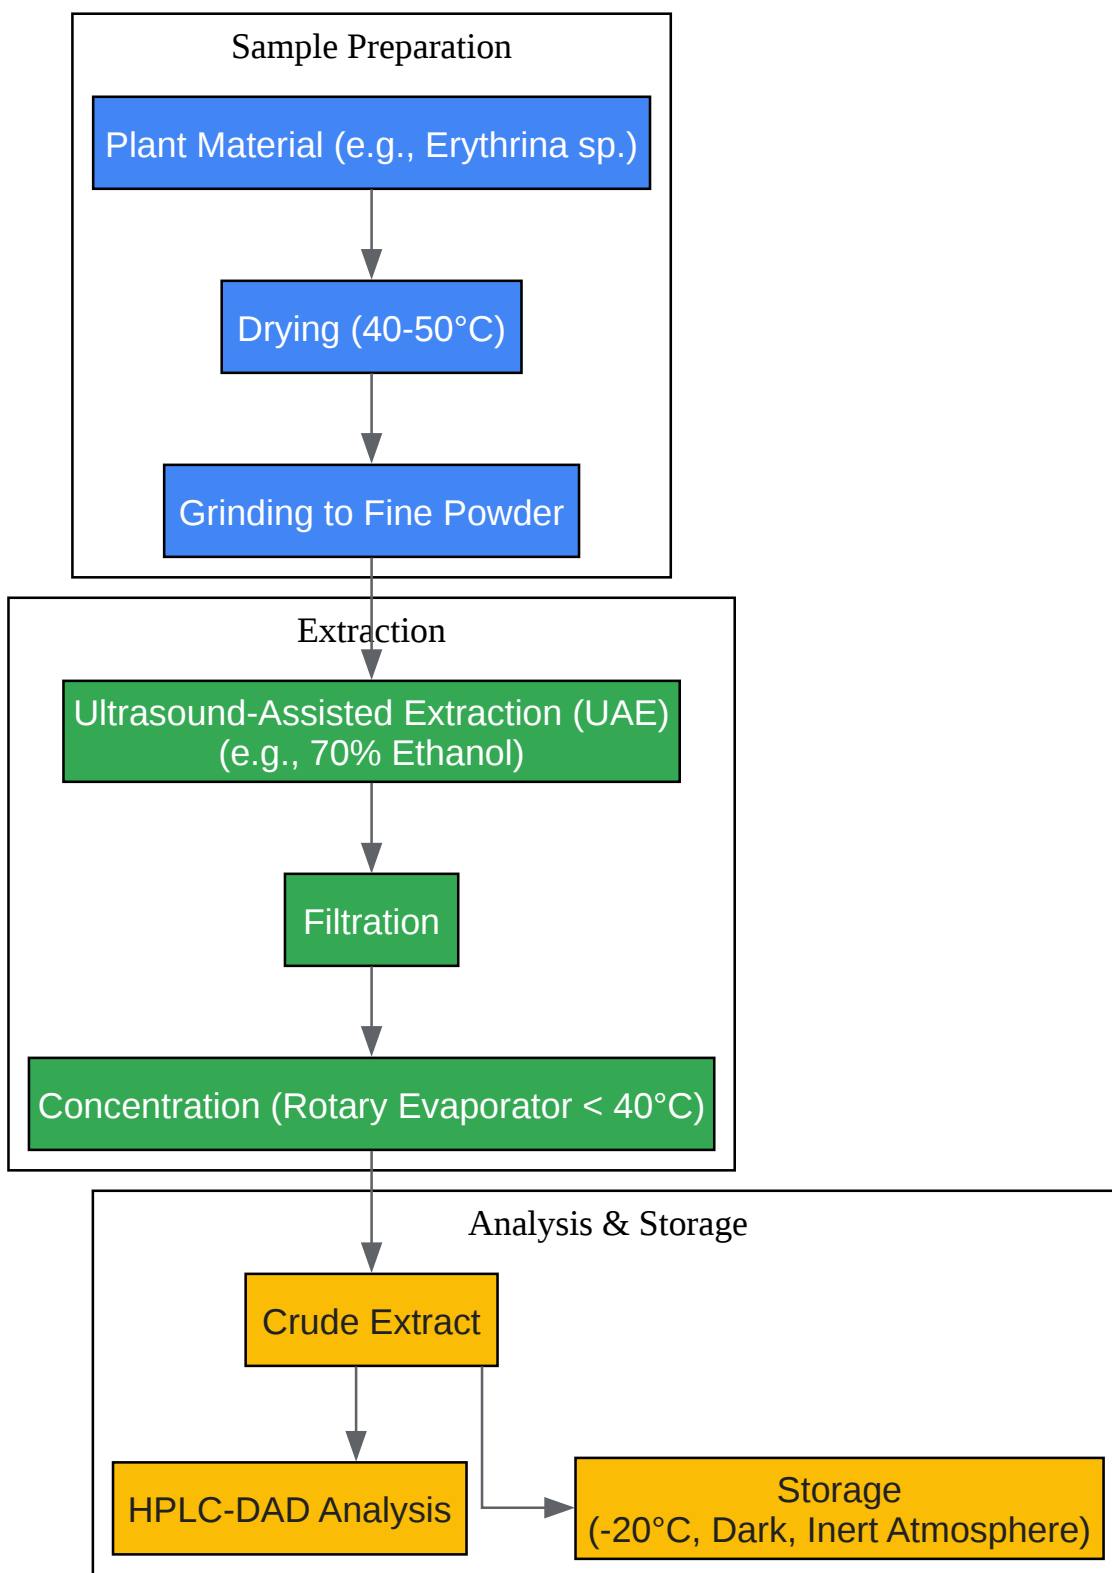 Sample Preparation
Plant Material (e.g., Erythrina sp.)
Drying (40-50°C)
Grinding to Fine Powder
Extraction
Ultrasound-Assisted Extraction (UAE)
(e.g., 70% Ethanol)
Filtration
Concentration (Rotary Evaporator < 40°C)
Analysis & Storage
Crude Extract
HPLC-DAD Analysis
Storage
(-20°C, Dark, Inert Atmosphere)